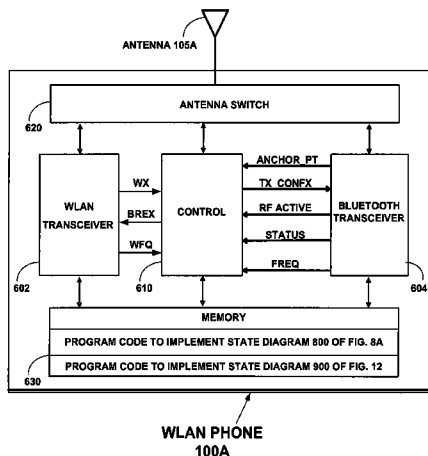 ANTENNA 105A
ANTENNA SWITCH
620
WLAN
TRANSCEIVER
WX
BREX
WFQ
CONTROL
ANCHOR_PT
TX_CONFX
RF ACTIVE
STATUS
FREQ
BLUETOOTH
TRANSCEIVER
602
610
604
MEMORY
PROGRAM CODE TO IMPLEMENT STATE DIAGRAM 800 OF FIG. 8A
PROGRAM CODE TO IMPLEMENT STATE DIAGRAM 900 OF FIG. 12
630
WLAN PHONE
100A